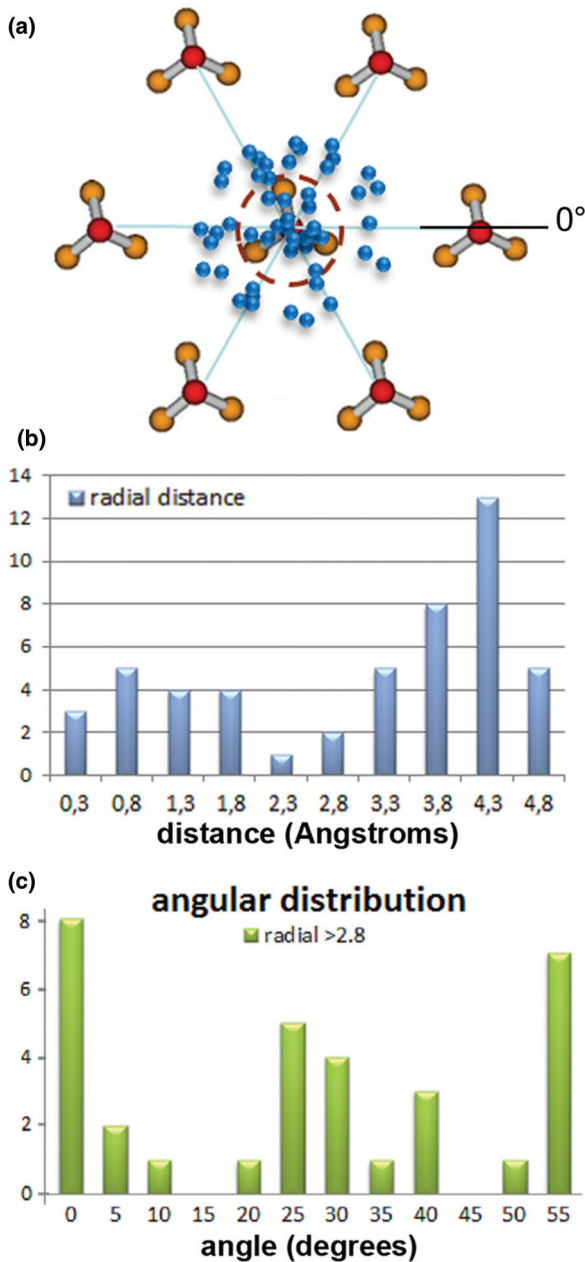 (a)
0°
(b)
14
radial distance
12
10
8
6
4
2
0
0,3 0,8 1,3 1,8 2,3 2,8 3,3 3,8 4,3 4,8
distance (Angstroms)
(c)
angular distribution
8
radial >2.8
6
4
2
0
0 5 10 15 20 25 30 35 40 45 50 55
angle (degrees)